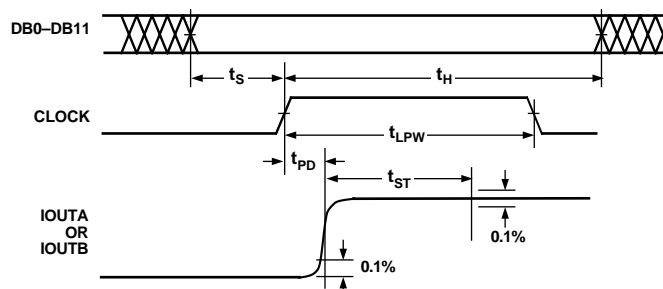 DB0–DB11
tS
tH
CLOCK
tLPW
tPD
tST
IOUTA
OR
IOUTB
0.1%
0.1%